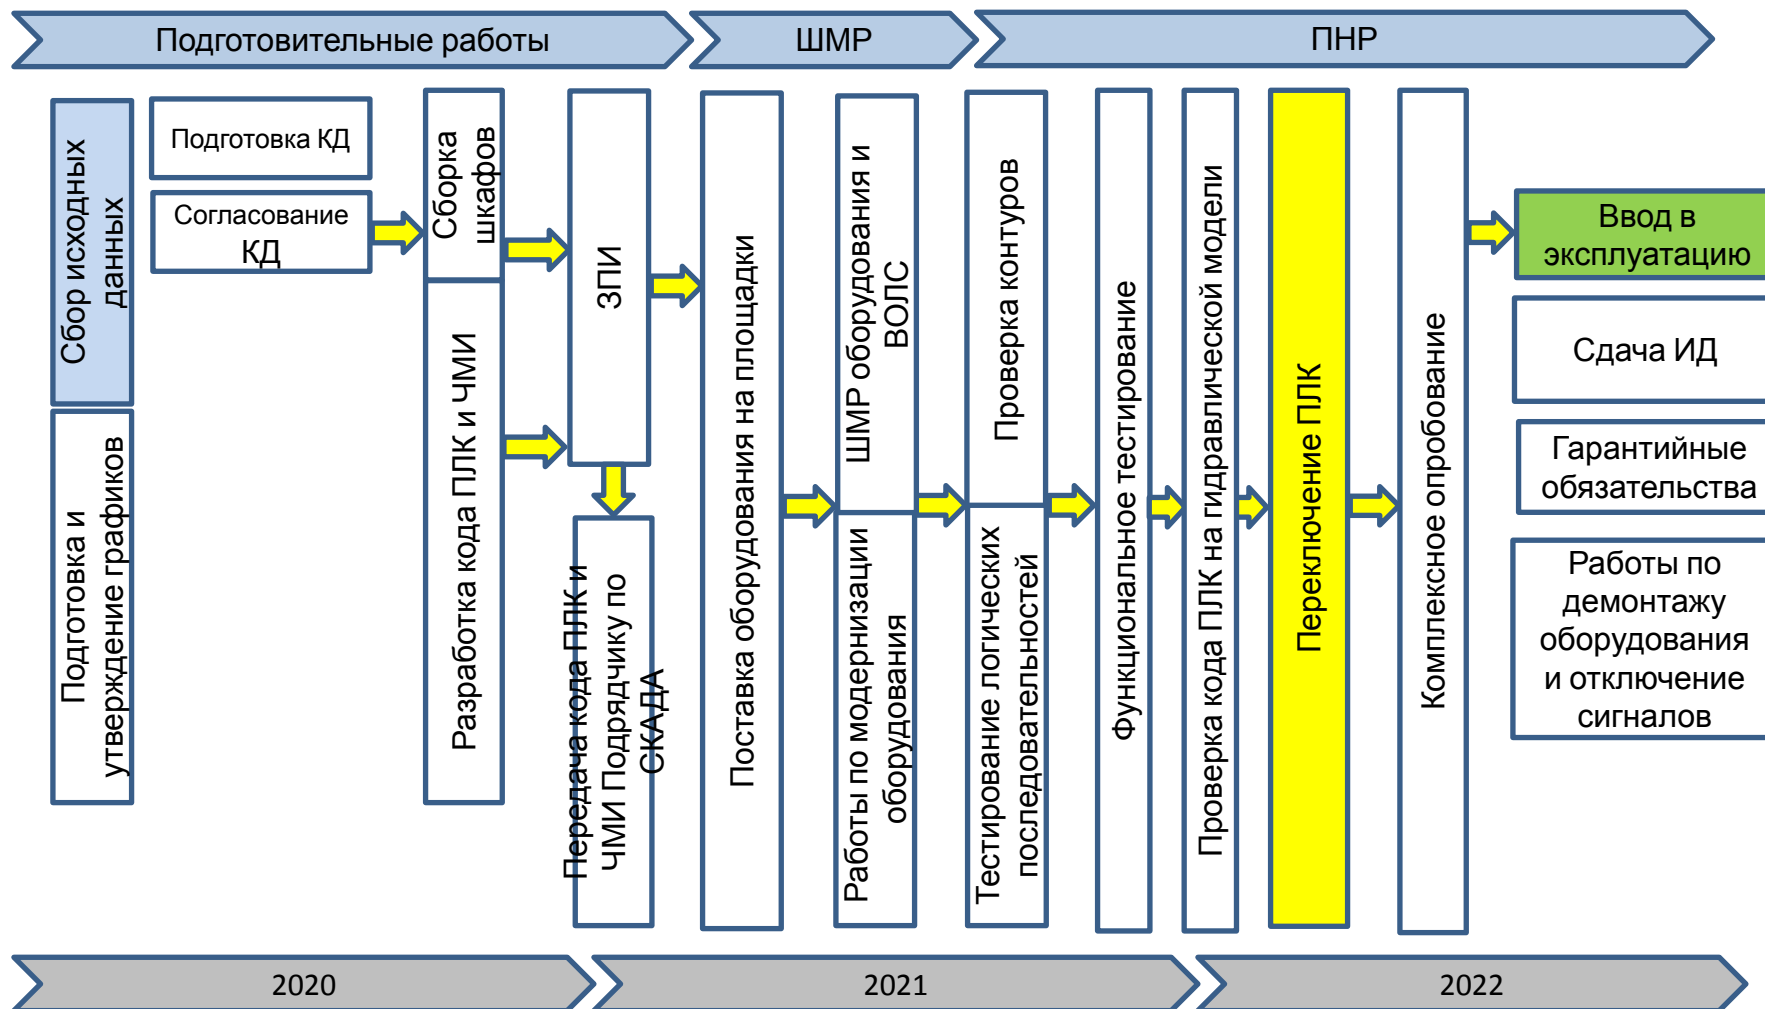 Подготовительные работы
ШМР
ПНР
Сбор исходных
данных
Подготовка и
утверждение графиков
Подготовка КД
Согласование
КД
Сборка
шкафов
Разработка кода ПЛК и ЧМИ
ЗПИ
Передача кода ПЛК и
ЧМИ Подрядчику по
СКАДА
Поставка оборудования на площадки
ШМР оборудования и
ВОЛС
Работы по модернизации
оборудования
Проверка контуров
Тестирование логических
последовательностей
Функциональное тестирование
Проверка кода ПЛК на гидравлической модели
Переключение ПЛК
Комплексное опробование
Ввод в
эксплуатацию
Сдача ИД
Гарантийные
обязательства
Работы по
демонтажу
оборудования
и отключение
сигналов
2020
2021
2022